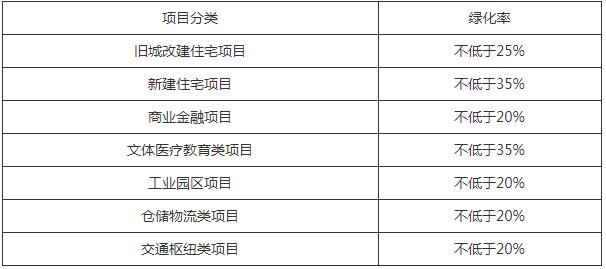 项目分类 绿化率
旧城改建住宅项目 不低于25%
新建住宅项目 不低于35%
商业金融项目 不低于20%
文体医疗教育类项目 不低于35%
工业园区项目 不低于20%
仓储物流类项目 不低于20%
交通枢纽类项目 不低于20%